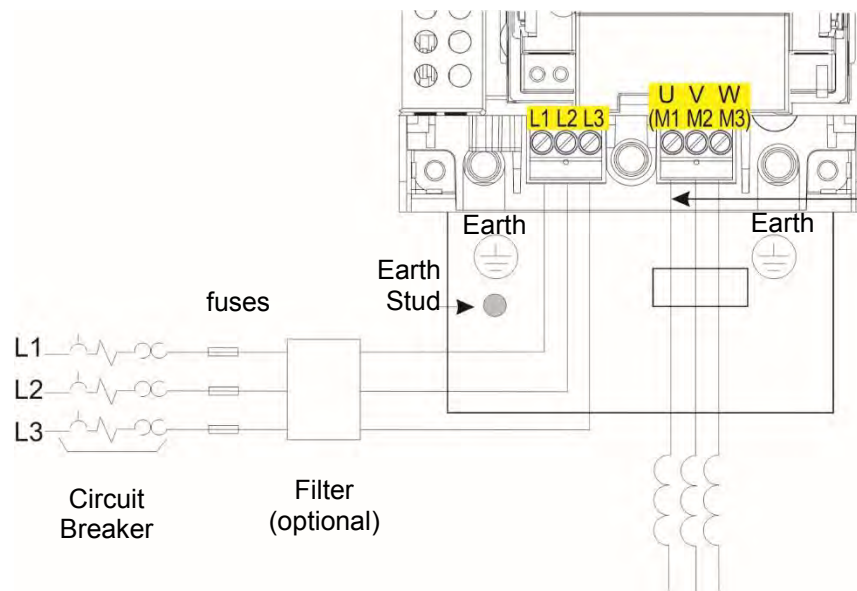 U V W
L1 L2 L3
(M1 M2 M3)
Earth
Earth
Earth
Stud
fuses
L1
L2
L3
Circuit
Breaker
Filter
(optional)